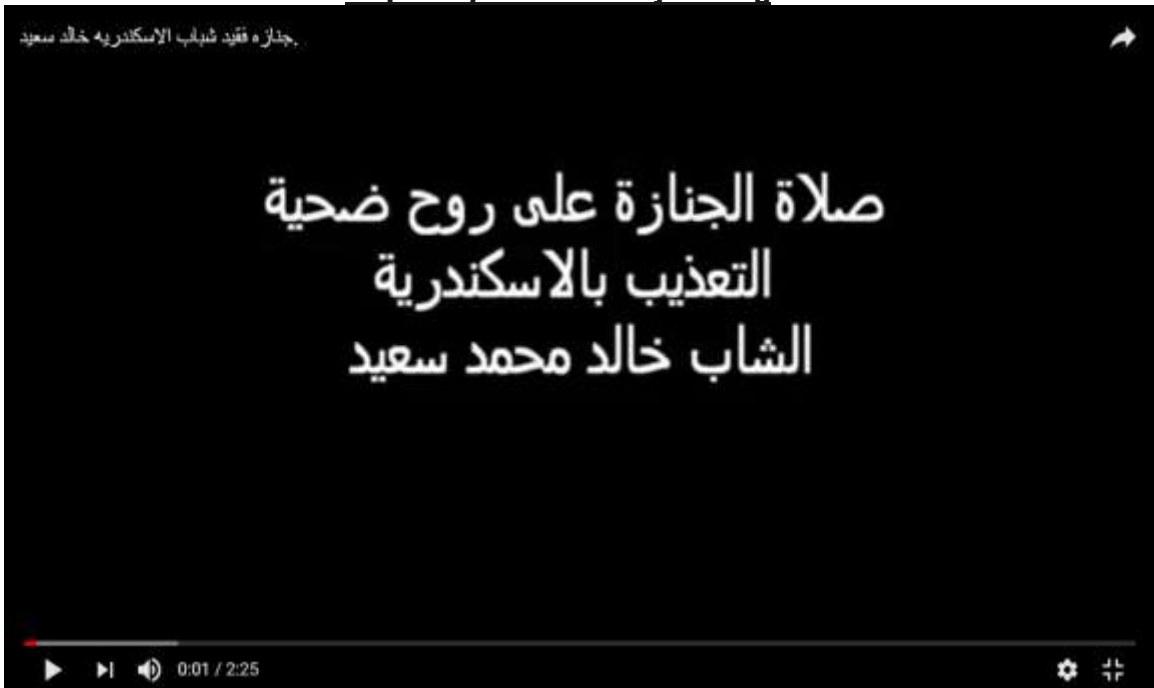 جنازه فقيد شباب الاسكندريه خالد سعيد.
صلاة الجنازة على روح ضحية
التعذيب بالاسكندرية
الشاب خالد محمد سعيد
0:01 / 2:25